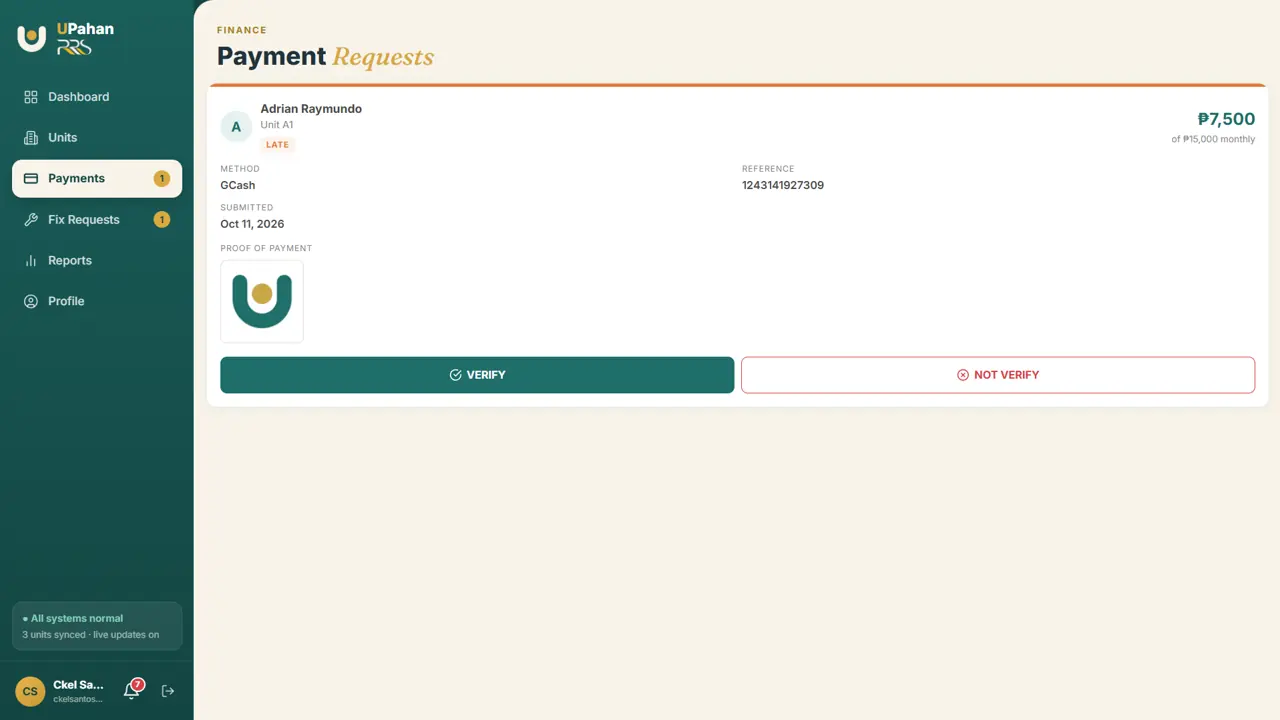 UPahan
RRS
Dashboard
Units
Payments 1
Fix Requests 1
Reports
Profile
All systems normal
3 units synced · live updates on
CS
Ckel Sa...
ckelsantos...
7
FINANCE
Payment Requests
A
Adrian Raymundo
Unit A1
LATE
₱7,500
of ₱15,000 monthly
METHOD
GCash
REFERENCE
1243141927309
SUBMITTED
Oct 11, 2026
PROOF OF PAYMENT
VERIFY
NOT VERIFY